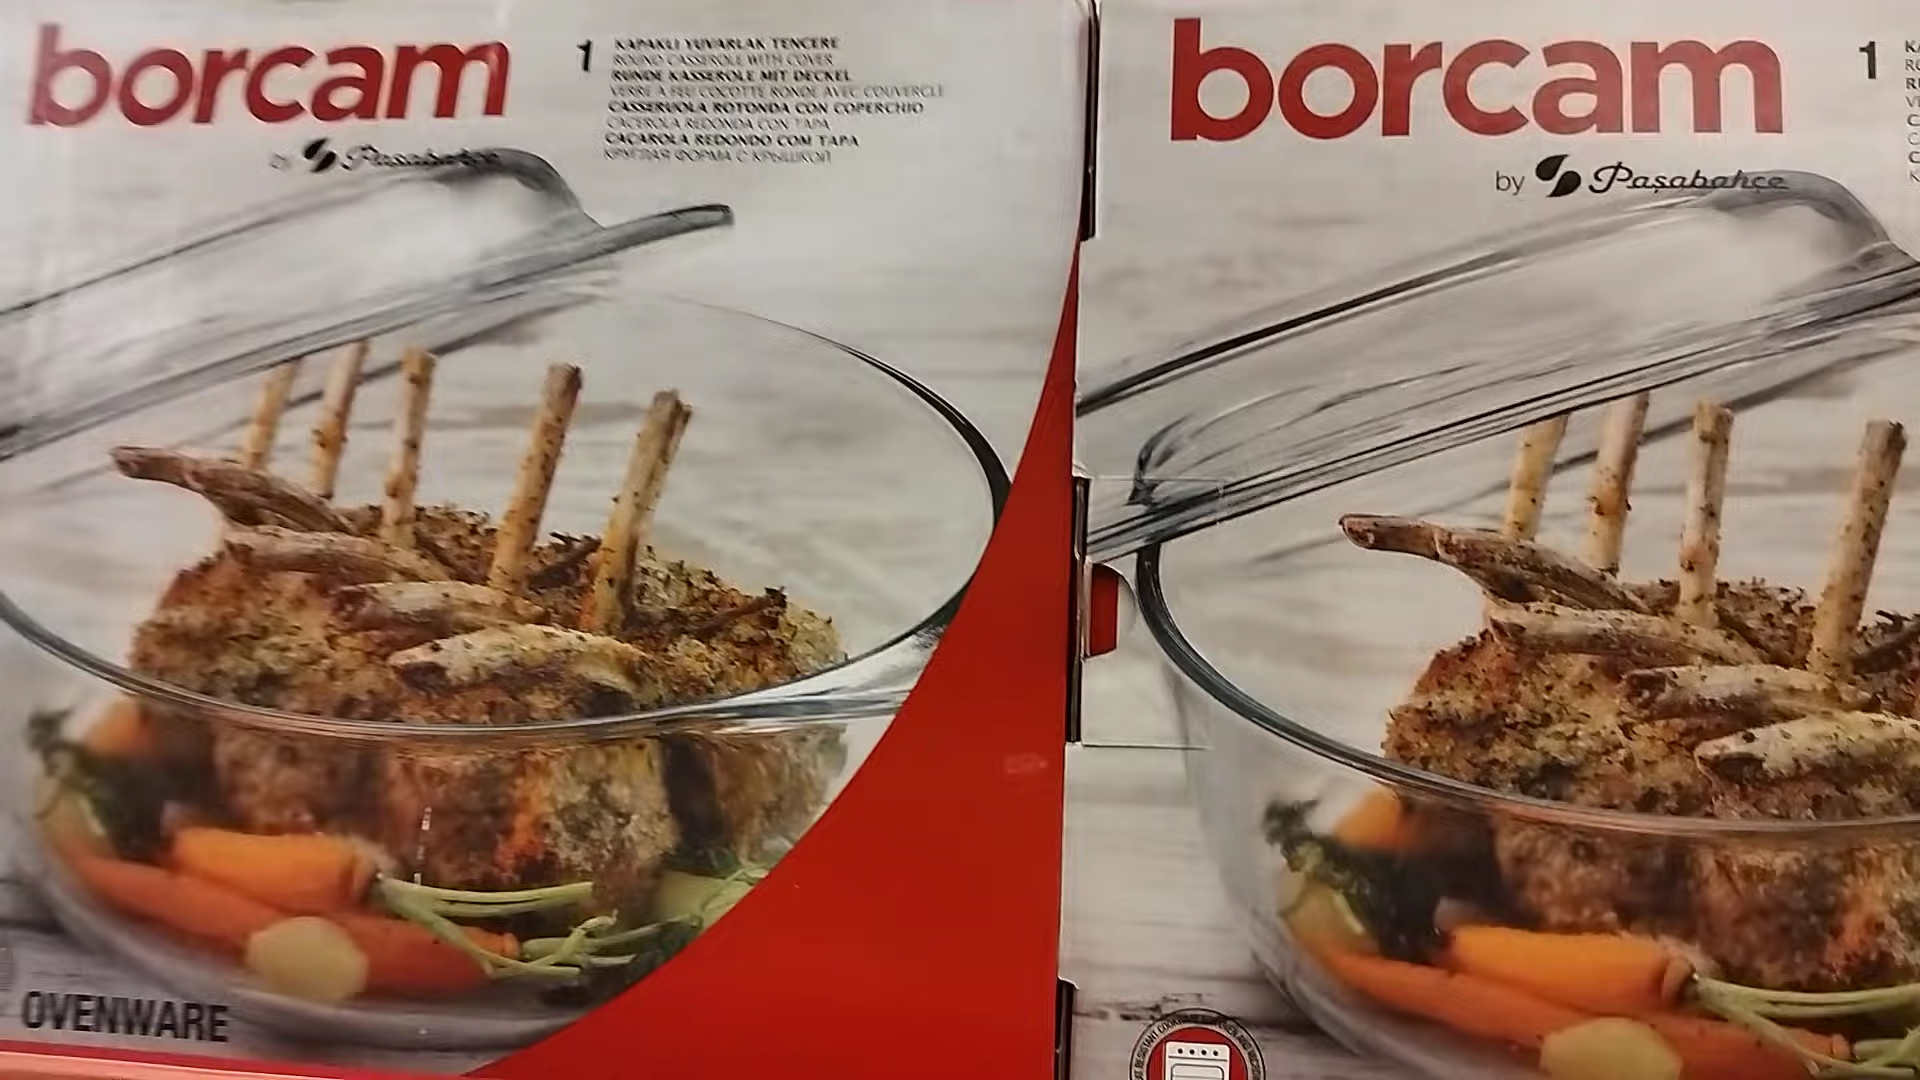 borcam
by Paşabahçe
1
KAPAKLI YUVARLAK TENCERE
ROUND CASSEROLE WITH COVER
RUNDE KASSEROLE MIT DECKEL
VERRE A FEU COCOTTE RONDE AVEC COUVERCLE
CASSERUOLA ROTONDA CON COPERCHIO
CACEROLA REDONDA CON TAPA
CAÇAROLA REDONDO COM TAPA
КРУГЛАЯ ФОРМА С КРЫШКОЙ
OVENWARE
borcam
by Paşabahçe
1